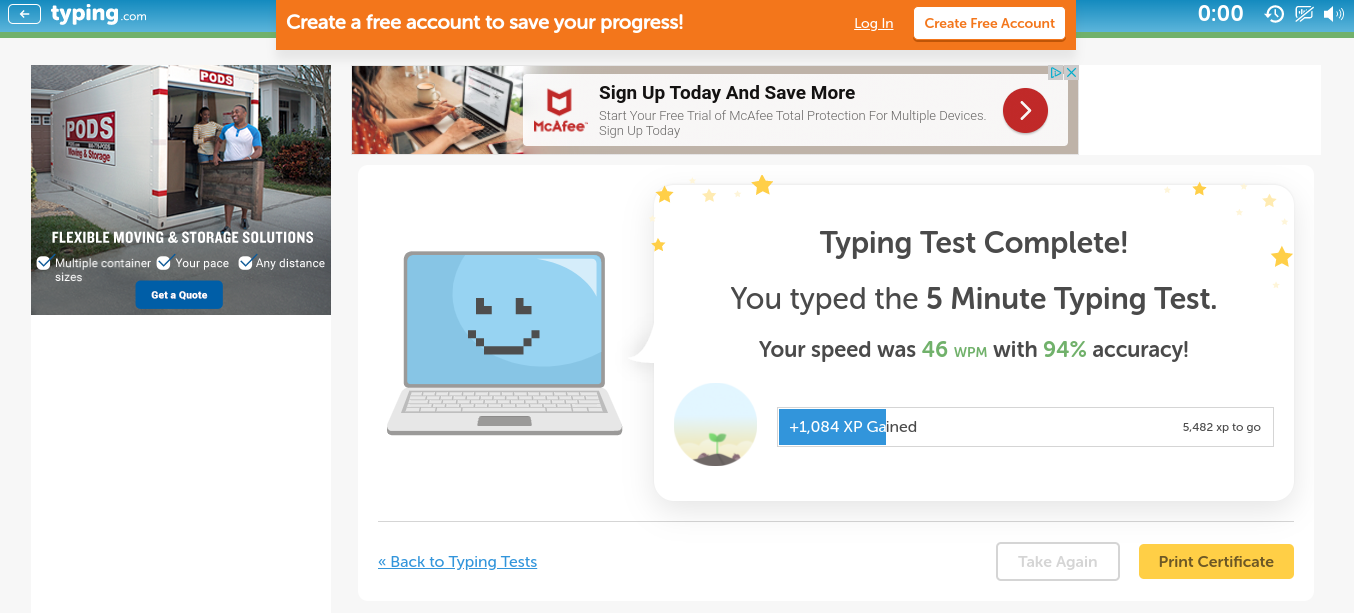 typing.com
Create a free account to save your progress!
Log In
Create Free Account
0:00
PODS
PODS
Moving & Storage
FLEXIBLE MOVING & STORAGE SOLUTIONS
Multiple container sizes
Your pace
Any distance
Get a Quote
McAfee
Sign Up Today And Save More
Start Your Free Trial of McAfee Total Protection For Multiple Devices.
Sign Up Today
Typing Test Complete!
You typed the 5 Minute Typing Test.
Your speed was 46 WPM with 94% accuracy!
+1,084 XP Gained
5,482 xp to go
« Back to Typing Tests
Take Again
Print Certificate